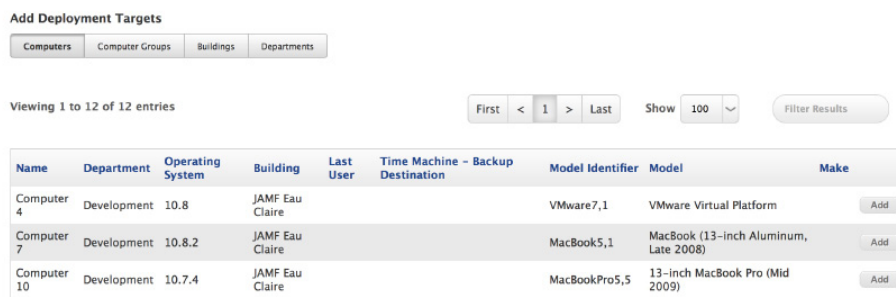 Add Deployment Targets
Computers Computer Groups Buildings Departments
Viewing 1 to 12 of 12 entries First < 1 > Last Show 100 Filter Results
Name Department Operating System Building Last User Time Machine – Backup Destination Model Identifier Model Make
Computer 4 Development 10.8 JAMF Eau Claire VMware7,1 VMware Virtual Platform Add
Computer 7 Development 10.8.2 JAMF Eau Claire MacBook5,1 MacBook (13-inch Aluminum, Late 2008) Add
Computer 10 Development 10.7.4 JAMF Eau Claire MacBookPro5,5 13-inch MacBook Pro (Mid 2009) Add